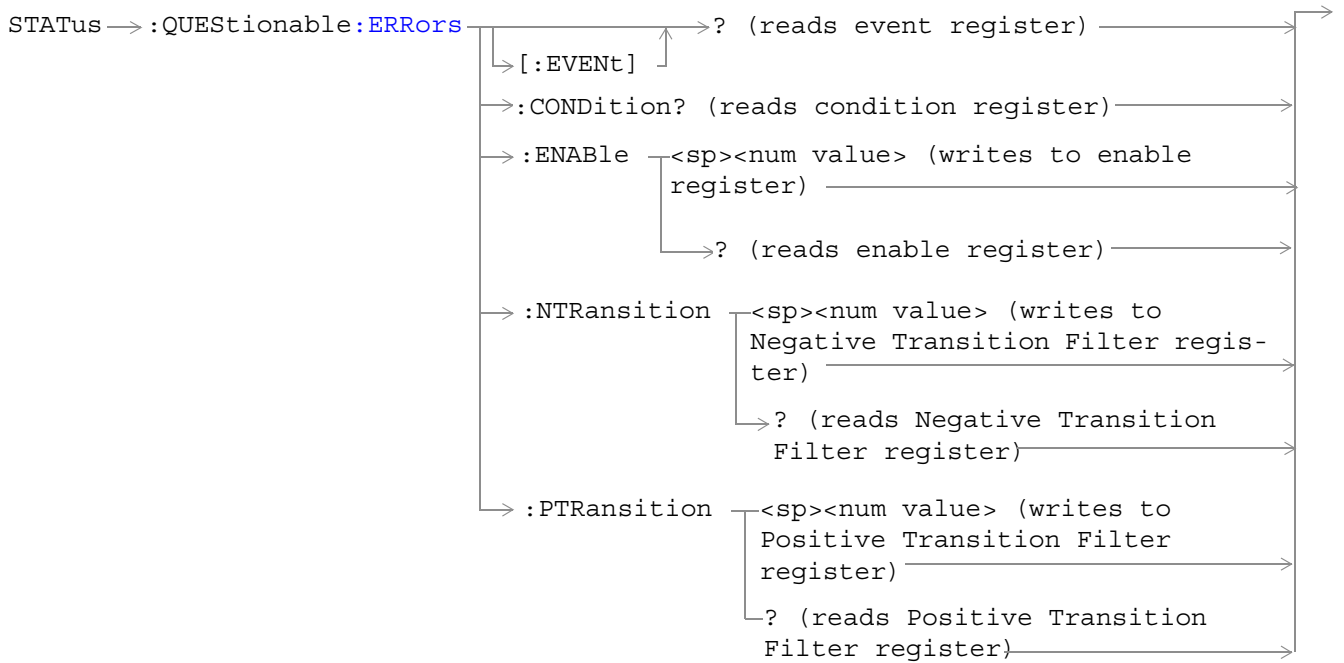 STATus :QUEStionable:ERRors ? (reads event register)
[:EVENt]
:CONDition? (reads condition register)
:ENABle <sp><num value> (writes to enable
register)
? (reads enable register)
:NTRansition <sp><num value> (writes to
Negative Transition Filter regis-
ter)
? (reads Negative Transition
Filter register)
:PTRansition <sp><num value> (writes to
Positive Transition Filter
register)
? (reads Positive Transition
Filter register)